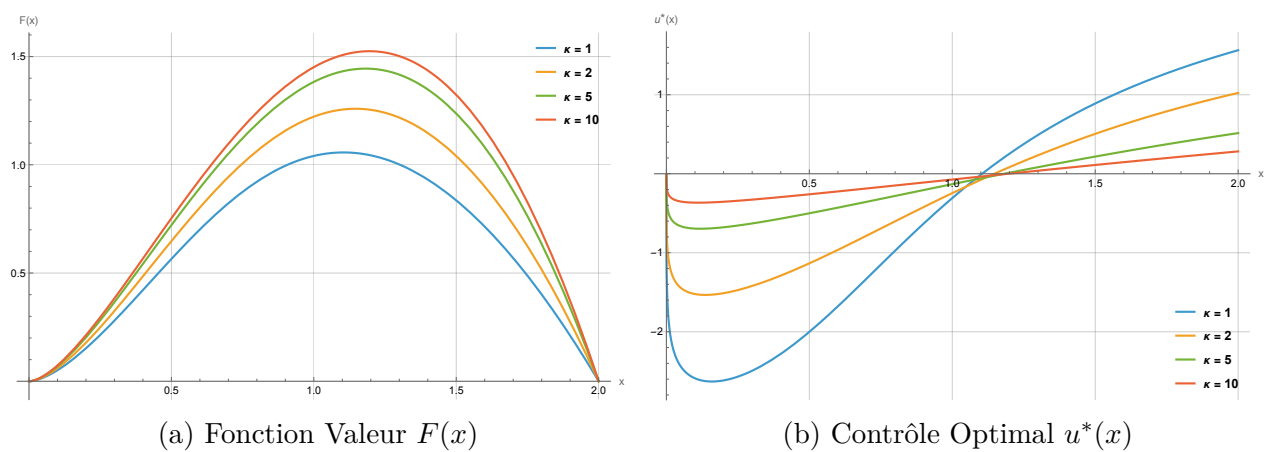 F(x)
1.5
1.0
0.5
0.5
1.0
1.5
2.0
x
κ = 1
κ = 2
κ = 5
κ = 10
(a) Fonction Valeur F(x)
u*(x)
1
-1
-2
0.5
1.0
1.5
2.0
x
κ = 1
κ = 2
κ = 5
κ = 10
(b) Contrôle Optimal u*(x)